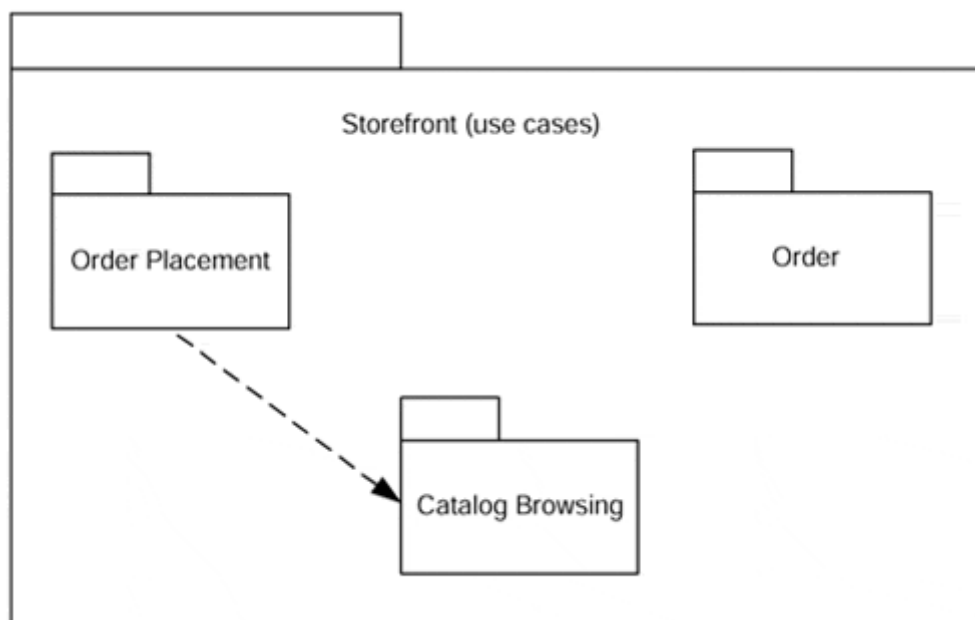 Storefront (use cases)
Order Placement
Order
Catalog Browsing